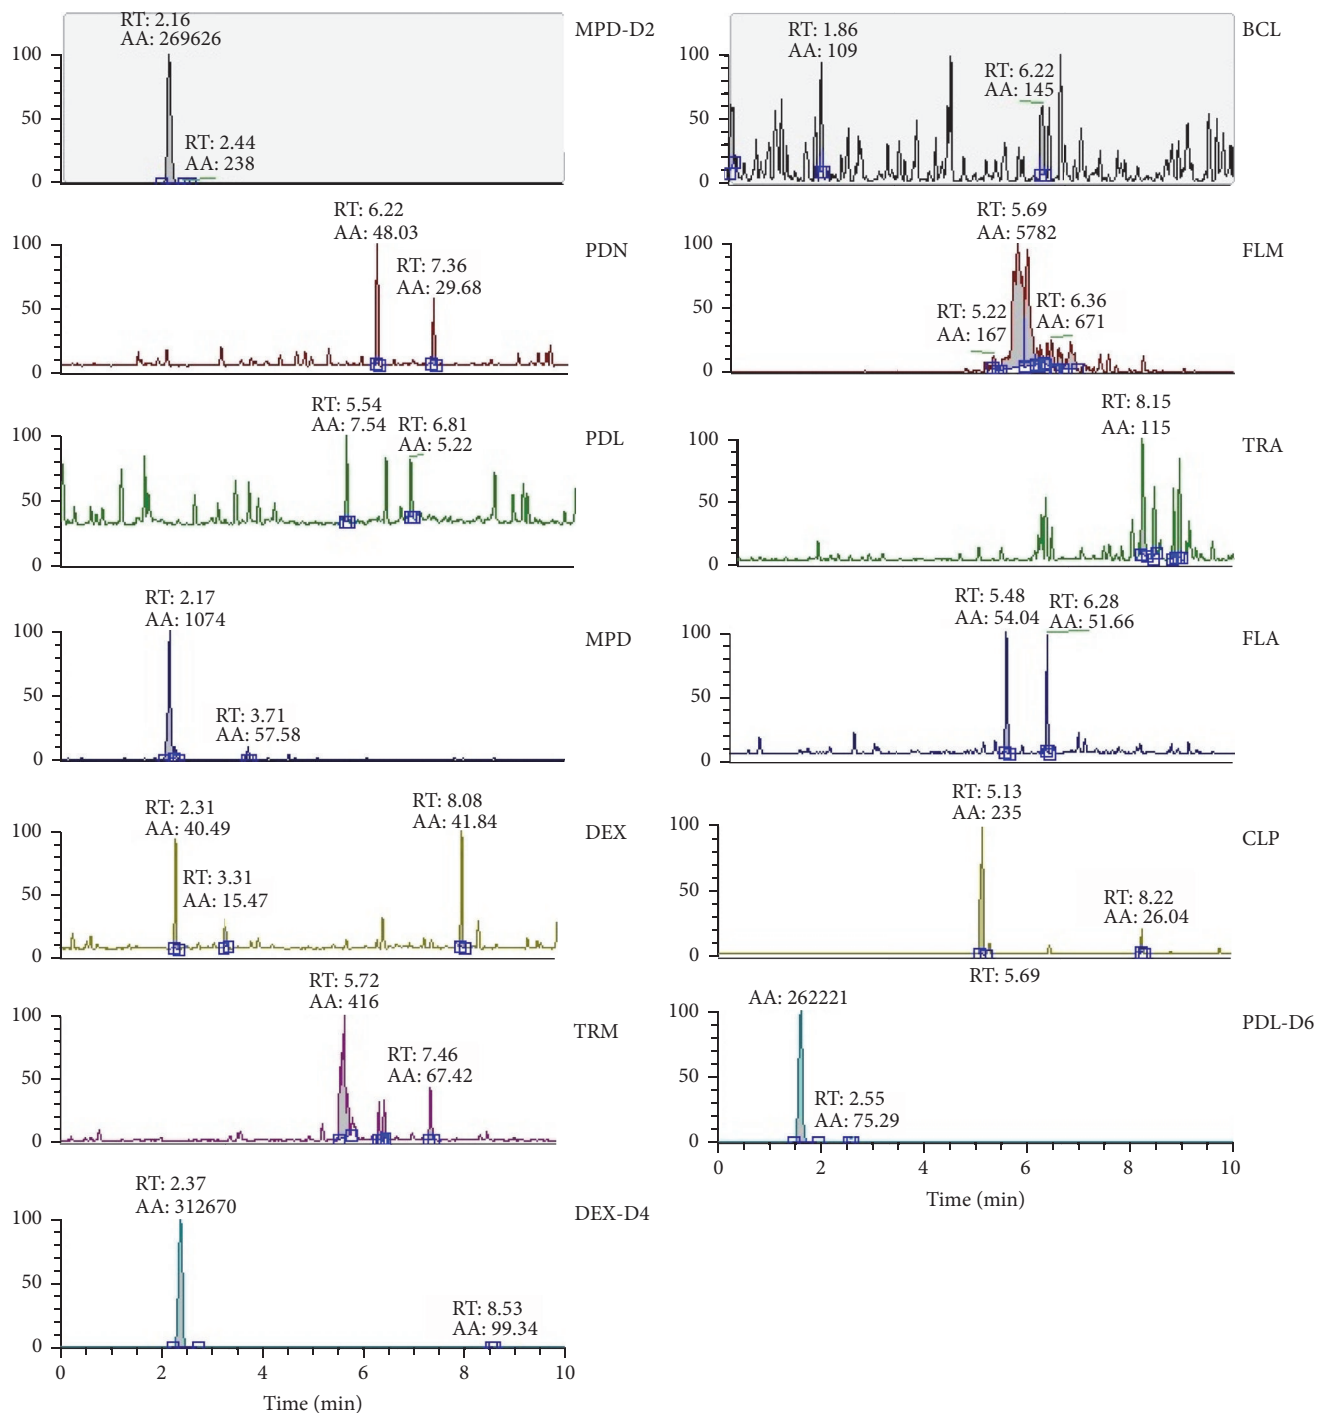 MPD-D2
RT: 2.16
AA: 269626
RT: 2.44
AA: 238
100
50
0
PDN
RT: 6.22
AA: 48.03
RT: 7.36
AA: 29.68
100
50
0
PDL
RT: 5.54
AA: 7.54
RT: 6.81
AA: 5.22
100
50
0
MPD
RT: 2.17
AA: 1074
RT: 3.71
AA: 57.58
100
50
0
DEX
RT: 2.31
AA: 40.49
RT: 3.31
AA: 15.47
RT: 8.08
AA: 41.84
100
50
0
TRM
RT: 5.72
AA: 416
RT: 7.46
AA: 67.42
100
50
0
DEX-D4
RT: 2.37
AA: 312670
RT: 8.53
AA: 99.34
100
50
0
0 2 4 6 8 10
Time (min)
BCL
RT: 1.86
AA: 109
RT: 6.22
AA: 145
100
50
0
FLM
RT: 5.69
AA: 5782
RT: 5.22
AA: 167
RT: 6.36
AA: 671
100
50
0
TRA
RT: 8.15
AA: 115
100
50
0
FLA
RT: 5.48
AA: 54.04
RT: 6.28
AA: 51.66
100
50
0
CLP
RT: 5.13
AA: 235
RT: 8.22
AA: 26.04
100
50
0
PDL-D6
RT: 5.69
AA: 262221
RT: 2.55
AA: 75.29
100
50
0
0 2 4 6 8 10
Time (min)